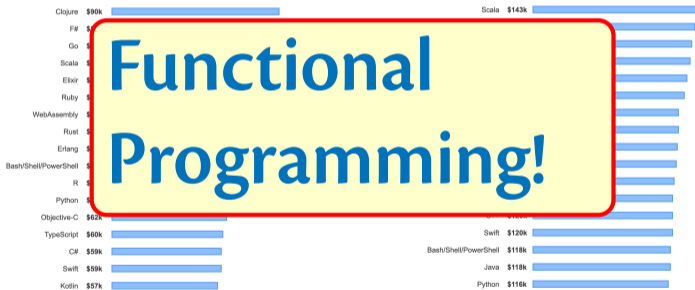 Clojure $90k
Scala $143k
F#
Go
Scala
Elixir
Ruby
WebAssembly
Rust
Erlang
Bash/Shell/PowerShell
R
Python
Functional
Programming!
Objective-C $62k
TypeScript $60k
Swift $120k
C# $59k
Bash/Shell/PowerShell $118k
Swift $59k
Java $118k
Kotlin $57k
Python $116k